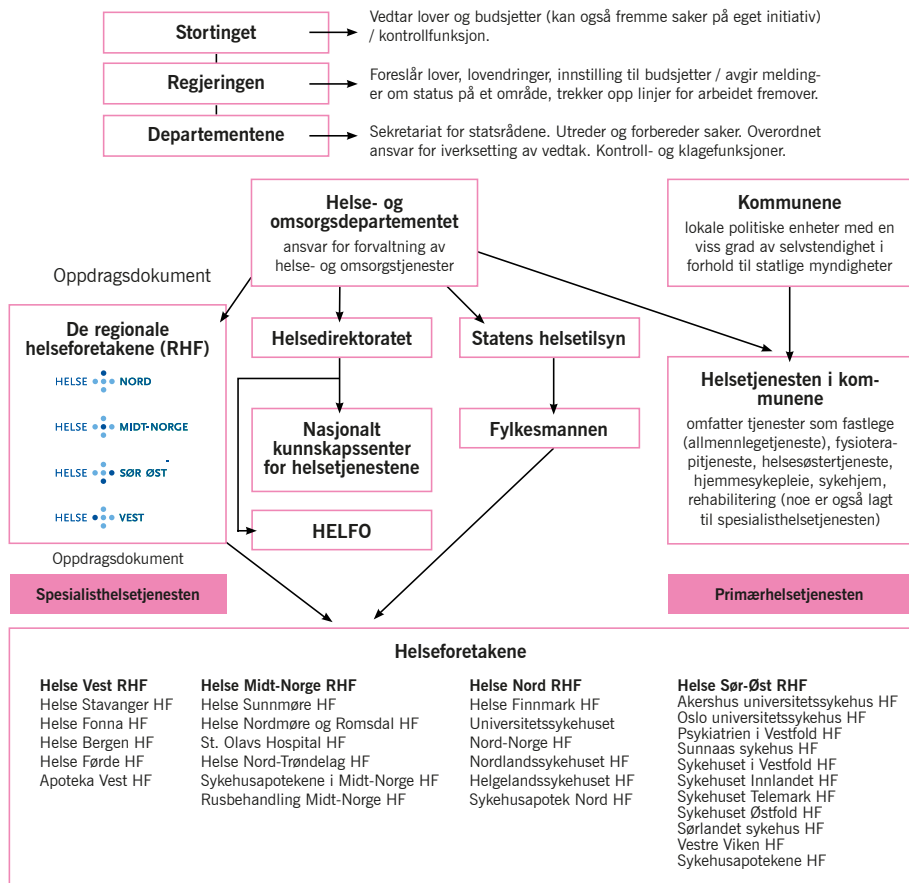 Stortinget
Vedtar lover og budsjetter (kan også fremme saker på eget initiativ)
/ kontrollfunksjon.
Regjeringen
Foreslår lover, lovendringer, innstilling til budsjetter / avgir melding-
er om status på et område, trekker opp linjer for arbeidet fremover.
Departementene
Sekretariat for statsrådene. Utreder og forbereder saker. Overordnet
ansvar for iverksetting av vedtak. Kontroll- og klagefunksjoner.
Helse- og
omsorgsdepartementet
ansvar for forvaltning av
helse- og omsorgstjenester
Kommunene
lokale politiske enheter med en
viss grad av selvstendighet i
forhold til statlige myndigheter
Oppdragsdokument
De regionale
helseforetakene (RHF)
HELSE NORD
HELSE MIDT-NORGE
HELSE SØR ØST
HELSE VEST
Helsedirektoratet
Statens helsetilsyn
Nasjonalt
kunnskapssenter
for helsetjenestene
Fylkesmannen
HELFO
Helsetjenesten i kom-
munene
omfatter tjenester som fastlege
(allmennlegetjeneste), fysiotera-
pitjeneste, helsesøstertjeneste,
hjemmesykepleie, sykehjem,
rehabilitering (noe er også lagt
til spesialisthelsetjenesten)
Oppdragsdokument
Spesialisthelsetjenesten
Primærhelsetjenesten
Helseforetakene
Helse Vest RHF
Helse Stavanger HF
Helse Fonna HF
Helse Bergen HF
Helse Førde HF
Apoteka Vest HF
Helse Midt-Norge RHF
Helse Sunnmøre HF
Helse Nordmøre og Romsdal HF
St. Olavs Hospital HF
Helse Nord-Trøndelag HF
Sykehusapotekene i Midt-Norge HF
Rusbehandling Midt-Norge HF
Helse Nord RHF
Helse Finnmark HF
Universitetssykehuset
Nord-Norge HF
Nordlandssykehuset HF
Helgelandssykehuset HF
Sykehusapotek Nord HF
Helse Sør-Øst RHF
Akershus universitetssykehus HF
Oslo universitetssykehus HF
Psykiatrien i Vestfold HF
Sunnaas sykehus HF
Sykehuset i Vestfold HF
Sykehuset Innlandet HF
Sykehuset Telemark HF
Sykehuset Østfold HF
Sørlandet sykehus HF
Vestre Viken HF
Sykehusapotekene HF